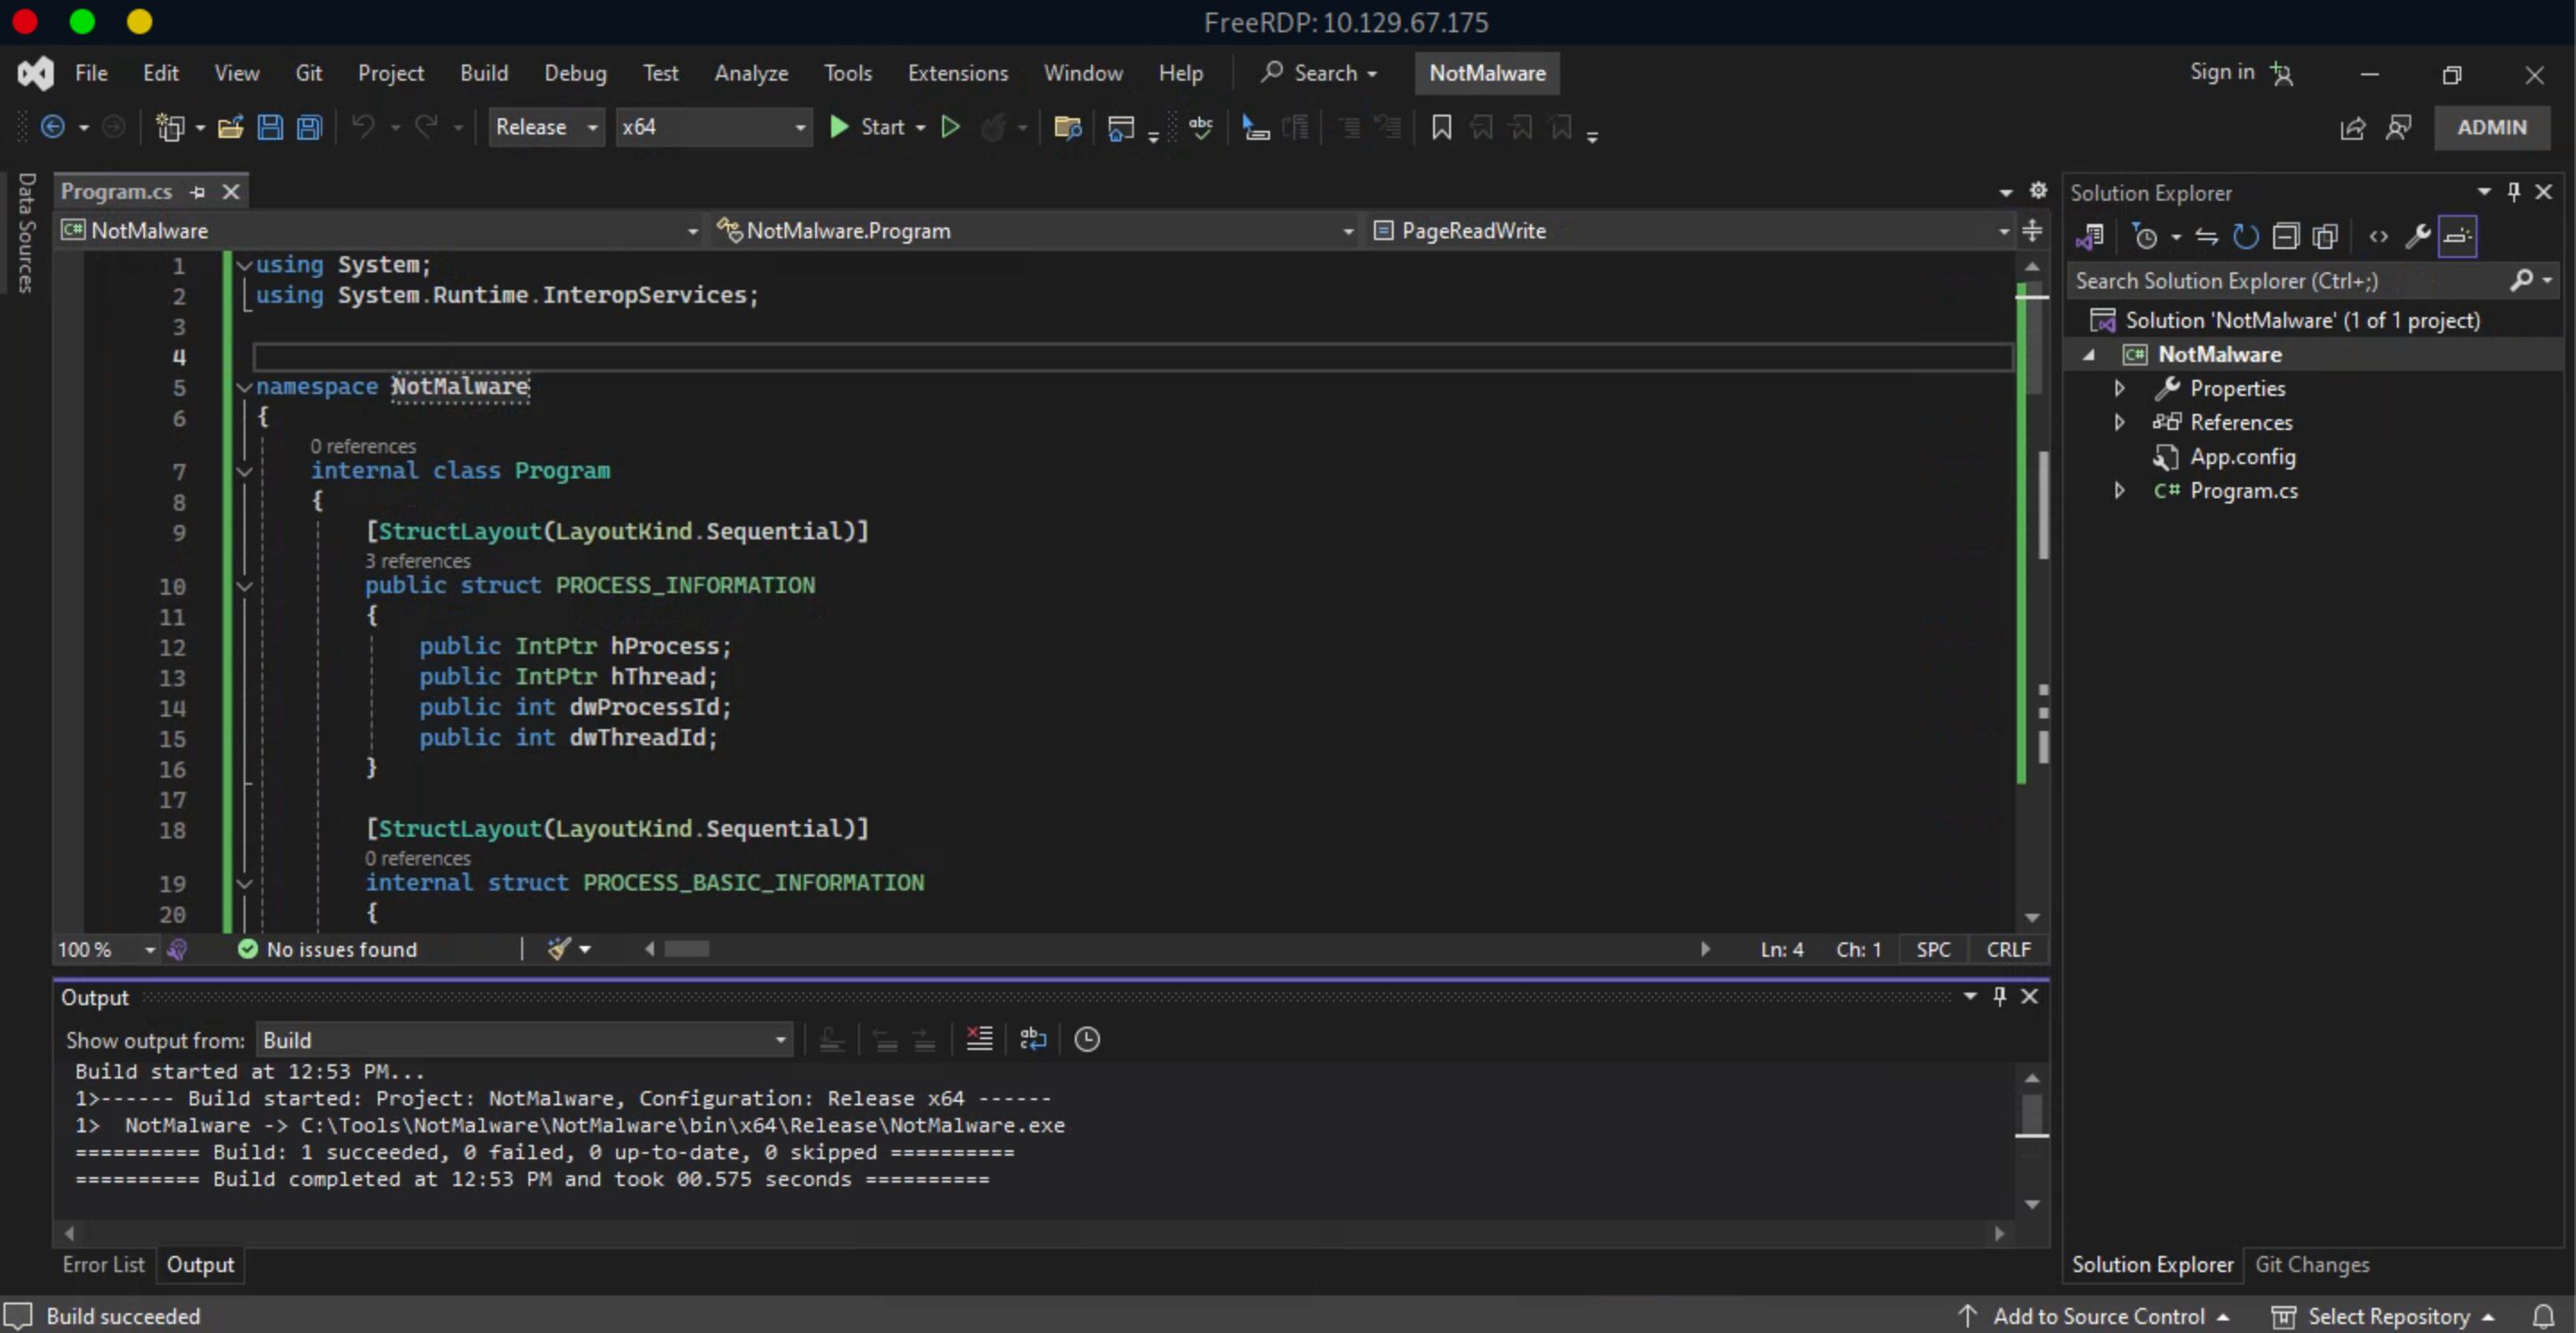 FreeRDP: 10.129.67.175
File Edit View Git Project Build Debug Test Analyze Tools Extensions Window Help Search NotMalware Sign in
Release x64 Start ADMIN
Data Sources
Program.cs
NotMalware NotMalware.Program PageReadWrite
1 using System;
2 using System.Runtime.InteropServices;
3
4
5 namespace NotMalware
6 {
0 references
7 internal class Program
8 {
9 [StructLayout(LayoutKind.Sequential)]
3 references
10 public struct PROCESS_INFORMATION
11 {
12 public IntPtr hProcess;
13 public IntPtr hThread;
14 public int dwProcessId;
15 public int dwThreadId;
16 }
17
18 [StructLayout(LayoutKind.Sequential)]
0 references
19 internal struct PROCESS_BASIC_INFORMATION
20 {
100 % No issues found Ln: 4 Ch: 1 SPC CRLF
Output
Show output from: Build
Build started at 12:53 PM...
1>------ Build started: Project: NotMalware, Configuration: Release x64 ------
1>  NotMalware -> C:\Tools\NotMalware\NotMalware\bin\x64\Release\NotMalware.exe
========== Build: 1 succeeded, 0 failed, 0 up-to-date, 0 skipped ==========
========== Build completed at 12:53 PM and took 00.575 seconds ==========
Error List Output
Solution Explorer
Search Solution Explorer (Ctrl+;)
Solution 'NotMalware' (1 of 1 project)
C# NotMalware
Properties
References
App.config
C# Program.cs
Solution Explorer Git Changes
Build succeeded Add to Source Control Select Repository